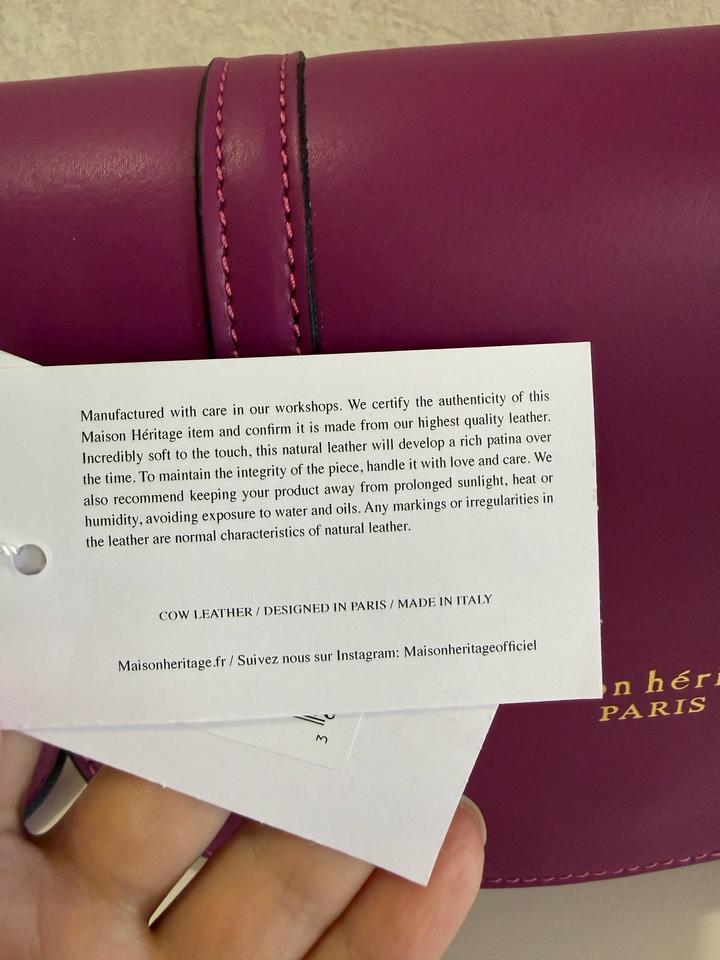 Manufactured with care in our workshops. We certify the authenticity of this
Maison Héritage item and confirm it is made from our highest quality leather.
Incredibly soft to the touch, this natural leather will develop a rich patina over
the time. To maintain the integrity of the piece, handle it with love and care. We
also recommend keeping your product away from prolonged sunlight, heat or
humidity, avoiding exposure to water and oils. Any markings or irregularities in
the leather are normal characteristics of natural leather.
COW LEATHER / DESIGNED IN PARIS / MADE IN ITALY
Maisonheritage.fr / Suivez nous sur Instagram: Maisonheritageofficiel
on héri
PARIS
3